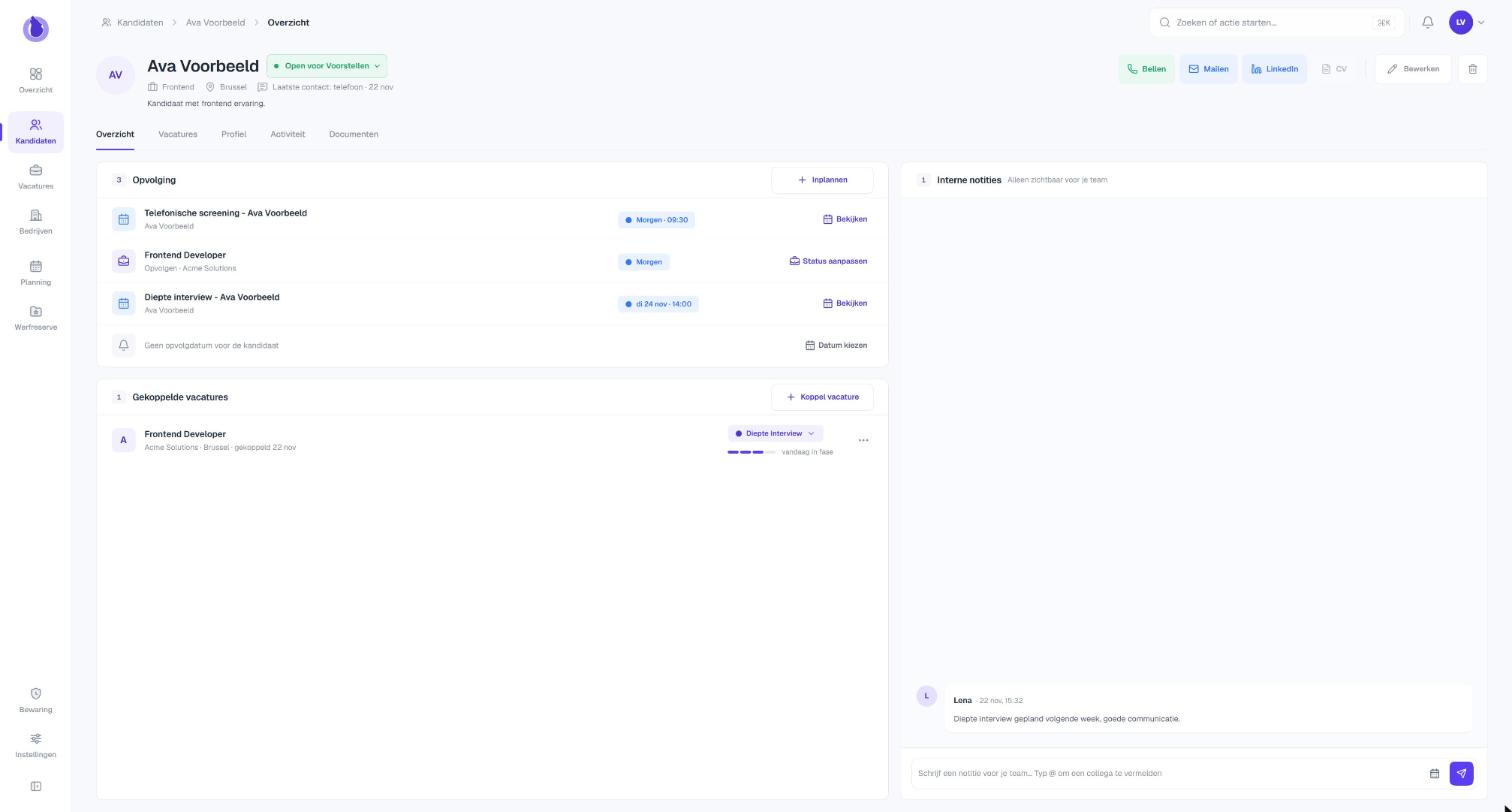 Kandidaten > Ava Voorbeeld > Overzicht
Zoeken of actie starten... ⌘K
LV
Overzicht
Kandidaten
Vacatures
Bedrijven
Planning
Werfreserve
Bewaring
Instellingen
AV
Ava Voorbeeld
Open voor Voorstellen
Frontend Brussel Laatste contact: telefoon · 22 nov
Kandidaat met frontend ervaring.
Bellen Mailen LinkedIn CV Bewerken
Overzicht Vacatures Profiel Activiteit Documenten
3 Opvolging
Inplannen
Telefonische screening - Ava Voorbeeld
Ava Voorbeeld
Morgen · 09:30
Bekijken
Frontend Developer
Opvolgen · Acme Solutions
Morgen
Status aanpassen
Diepte interview - Ava Voorbeeld
Ava Voorbeeld
di 24 nov · 14:00
Bekijken
Geen opvolgdatum voor de kandidaat
Datum kiezen
1 Gekoppelde vacatures
Koppel vacature
A
Frontend Developer
Acme Solutions · Brussel · gekoppeld 22 nov
Diepte Interview
vandaag in fase
1 Interne notities Alleen zichtbaar voor je team
L
Lena · 22 nov, 15:32
Diepte interview gepland volgende week, goede communicatie.
Schrijf een notitie voor je team... Typ @ om een collega te vermelden